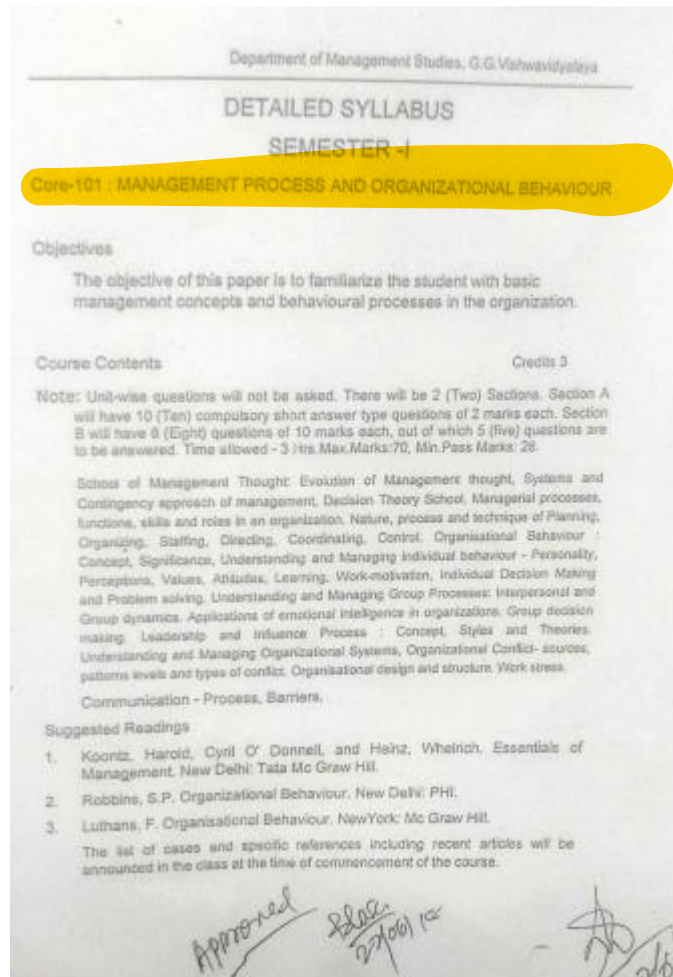 Department of Management Studies, G.G.Vishwavidyalaya
DETAILED SYLLABUS
SEMESTER -I
Core-101 : MANAGEMENT PROCESS AND ORGANIZATIONAL BEHAVIOUR
Objectives
The objective of this paper is to familiarize the student with basic
management concepts and behavioural processes in the organization.
Course Contents Credits 3
Note: Unit-wise questions will not be asked. There will be 2 (Two) Sections. Section A
will have 10 (Ten) compulsory short answer type questions of 2 marks each. Section
B will have 8 (Eight) questions of 10 marks each, out of which 5 (five) questions are
to be answered. Time allowed - 3 Hrs.Max.Marks:70, Min.Pass Marks: 28.
School of Management Thought: Evolution of Management thought, Systems and
Contingency approach of management, Decision Theory School, Managerial processes,
functions, skills and roles in an organization. Nature, process and technique of Planning,
Organizing, Staffing, Directing, Coordinating, Control. Organisational Behaviour :
Concept, Significance, Understanding and Managing individual behaviour - Personality,
Perceptions, Values, Attitudes, Learning, Work-motivation, Individual Decision Making
and Problem solving. Understanding and Managing Group Processes: Interpersonal and
Group dynamics. Applications of emotional intelligence in organizations. Group decision
making. Leadership and Influence Process : Concept, Styles and Theories.
Understanding and Managing Organizational Systems, Organizational Conflict- sources,
patterns levels and types of conflict. Organisational design and structure. Work stress.
Communication - Process, Barriers.
Suggested Readings
1. Koontz, Harold, Cyril O' Donnell, and Heinz, Whelrich. Essentials of
Management. New Delhi: Tata Mc Graw Hill.
2. Robbins, S.P. Organizational Behaviour. New Delhi: PHI.
3. Luthans, F. Organisational Behaviour. NewYork: Mc Graw Hill.
The list of cases and specific references including recent articles will be
announced in the class at the time of commencement of the course.
Approved